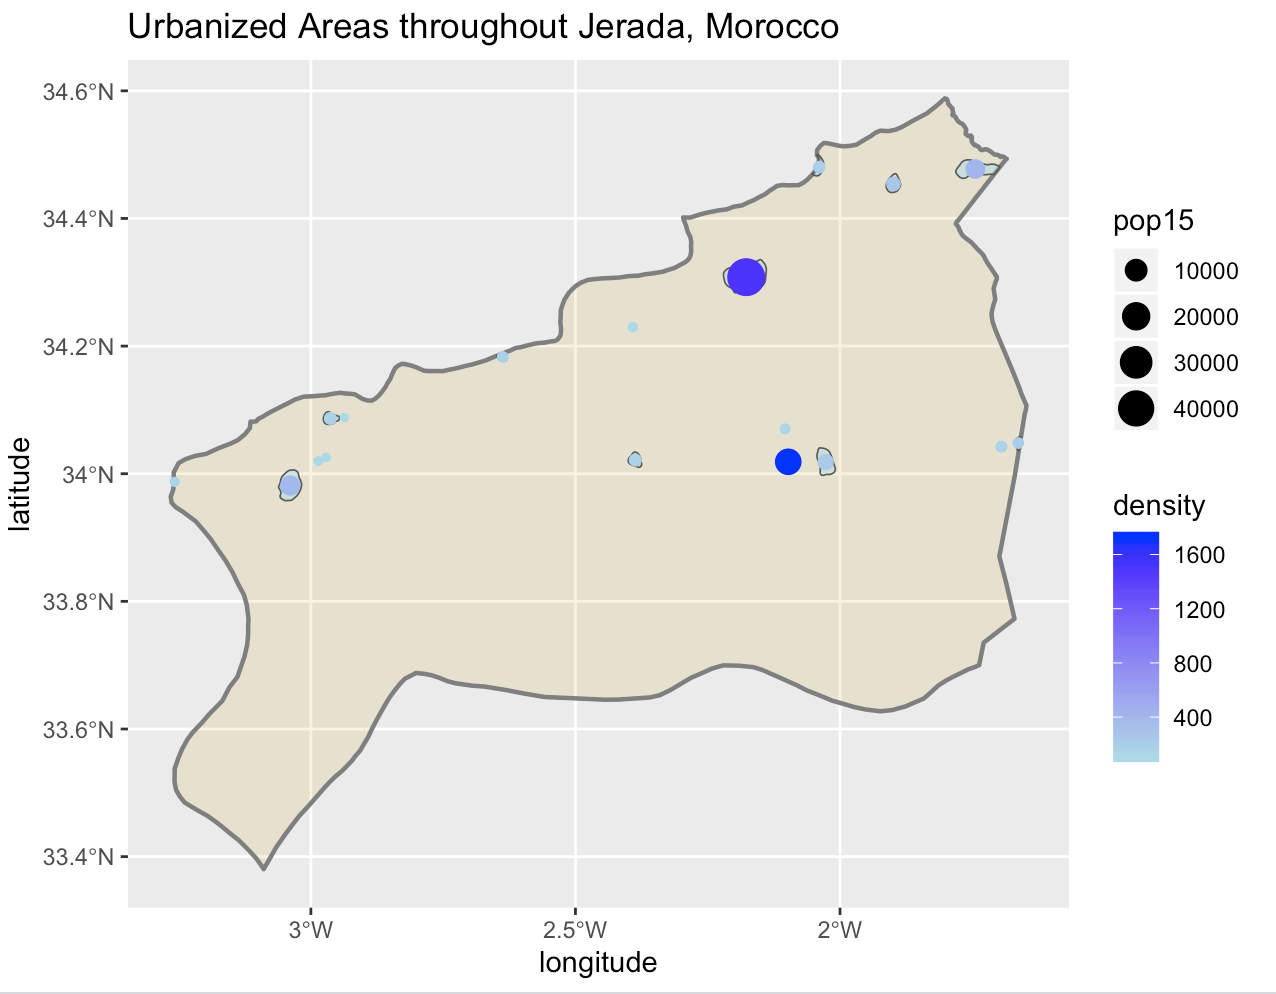 Urbanized Areas throughout Jerada, Morocco
34.6°N
34.4°N
34.2°N
34°N
33.8°N
33.6°N
33.4°N
latitude
3°W
2.5°W
2°W
longitude
pop15
10000
20000
30000
40000
density
1600
1200
800
400